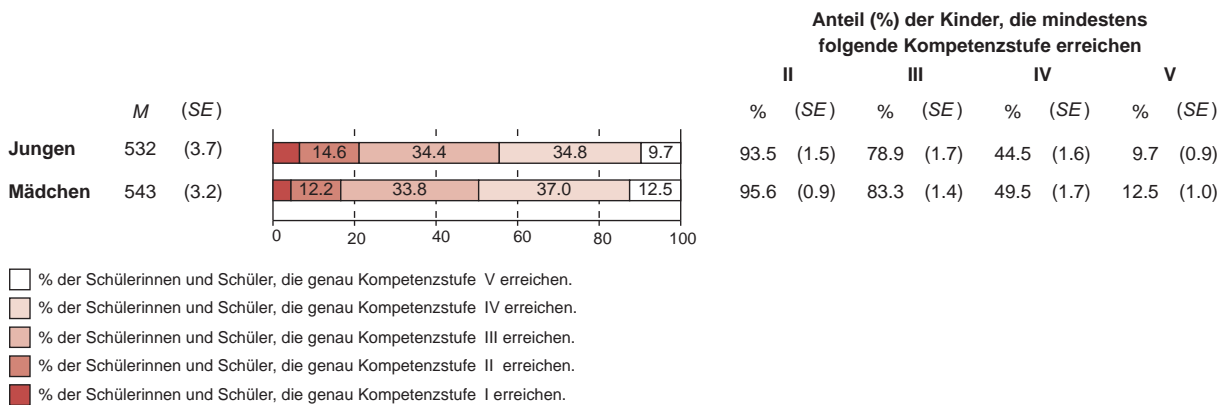 Anteil (%) der Kinder, die mindestens
folgende Kompetenzstufe erreichen
II III IV V
M (SE) % (SE) % (SE) % (SE) % (SE)
Jungen 532 (3.7) 14.6 34.4 34.8 9.7 93.5 (1.5) 78.9 (1.7) 44.5 (1.6) 9.7 (0.9)
Mädchen 543 (3.2) 12.2 33.8 37.0 12.5 95.6 (0.9) 83.3 (1.4) 49.5 (1.7) 12.5 (1.0)
0 20 40 60 80 100
% der Schülerinnen und Schüler, die genau Kompetenzstufe V erreichen.
% der Schülerinnen und Schüler, die genau Kompetenzstufe IV erreichen.
% der Schülerinnen und Schüler, die genau Kompetenzstufe III erreichen.
% der Schülerinnen und Schüler, die genau Kompetenzstufe II erreichen.
% der Schülerinnen und Schüler, die genau Kompetenzstufe I erreichen.